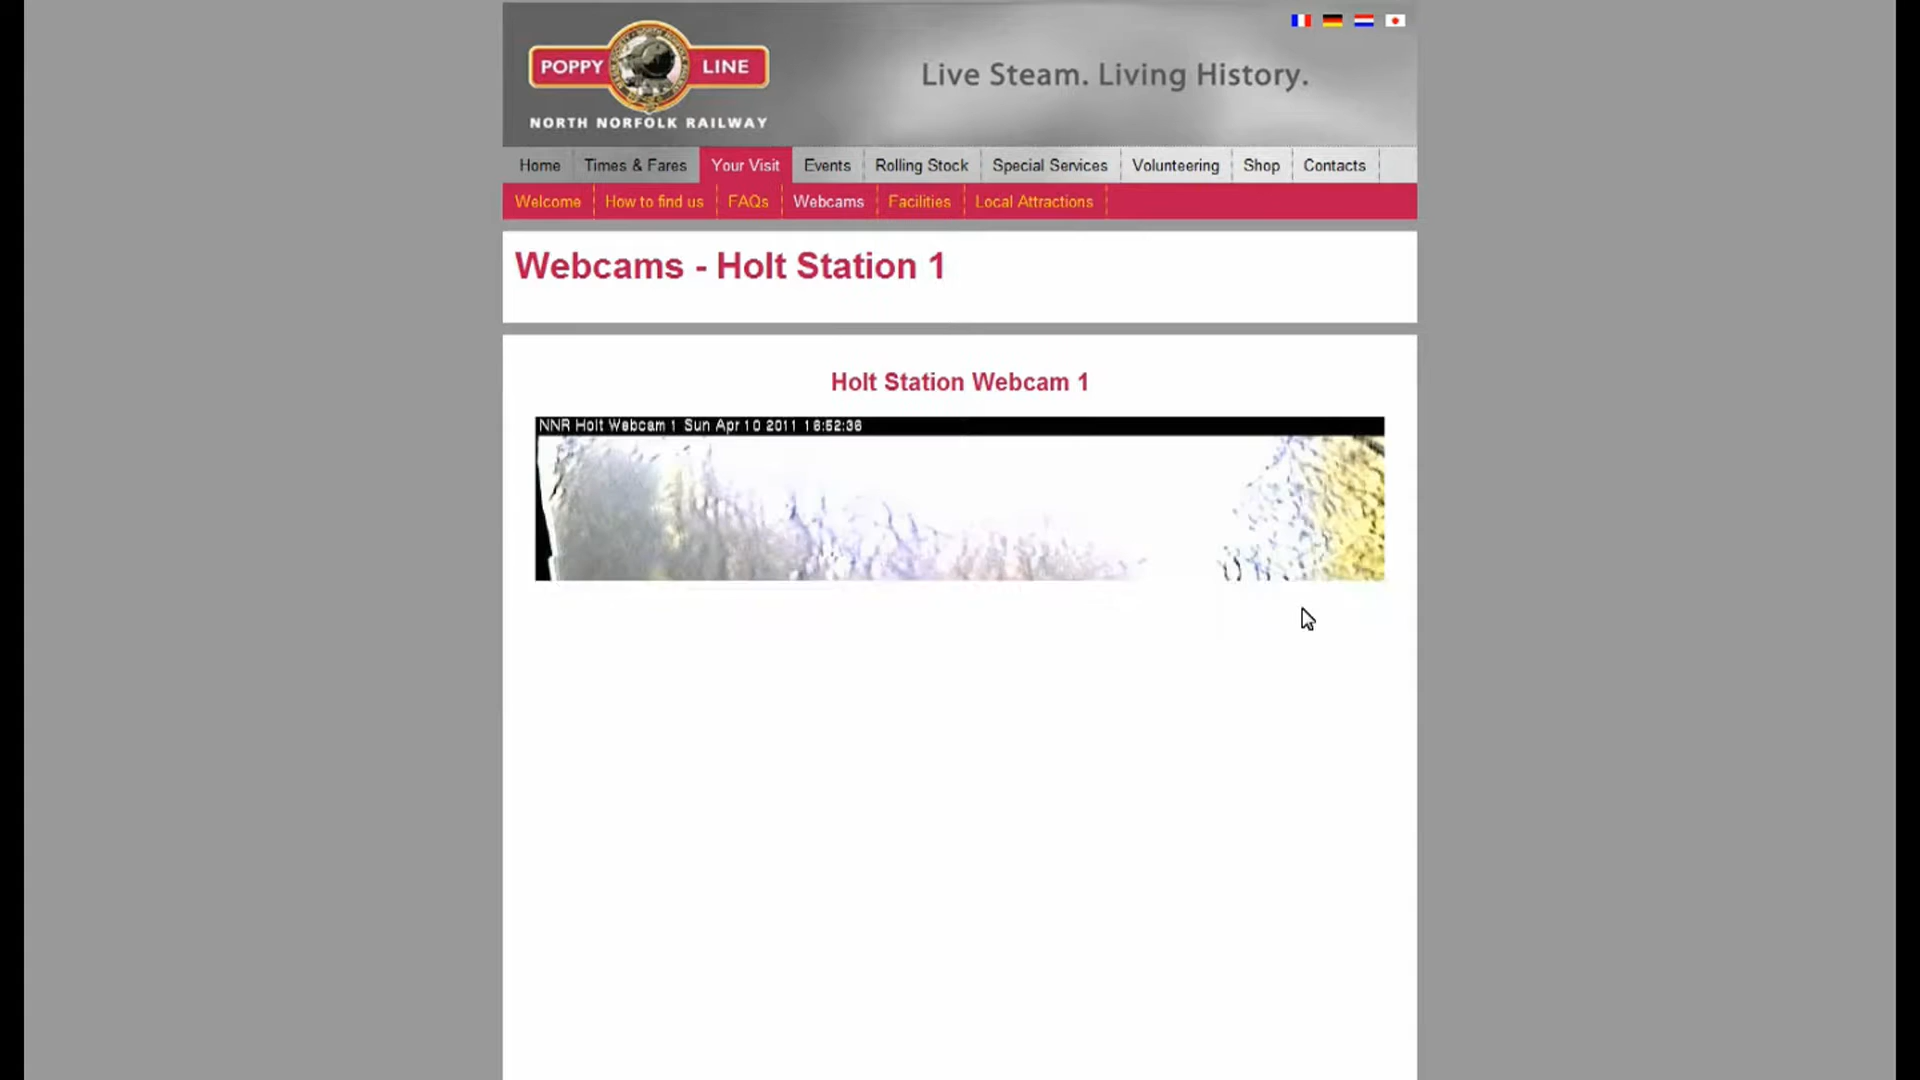 POPPY LINE
NORTH NORFOLK RAILWAY
Live Steam. Living History.
Home Times & Fares Your Visit Events Rolling Stock Special Services Volunteering Shop Contacts
Welcome How to find us FAQs Webcams Facilities Local Attractions
Webcams - Holt Station 1
Holt Station Webcam 1
NNR Holt Webcam 1 Sun Apr 10 2011 16:52:36